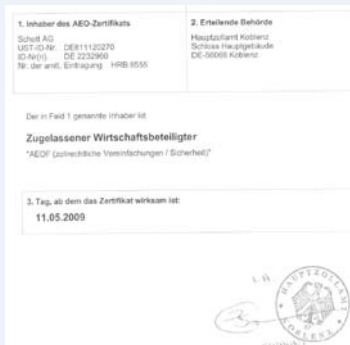 1. Inhaber des AEO-Zertifikats
Schott AG
UST-ID-Nr. DE811120270
ID-Nr(n). DE 2232960
Nr. der amtl. Eintragung HRB 8555
2. Erteilende Behörde
Hauptzollamt Koblenz
Schloss Hauptgebäude
DE-56068 Koblenz
Der in Feld 1 genannte Inhaber ist
Zugelassener Wirtschaftsbeteiligter
"AEOF (zollrechtliche Vereinfachungen / Sicherheit)"
3. Tag, ab dem das Zertifikat wirksam ist:
11.05.2009
HAUPTZOLLAMT
KOBLENZ